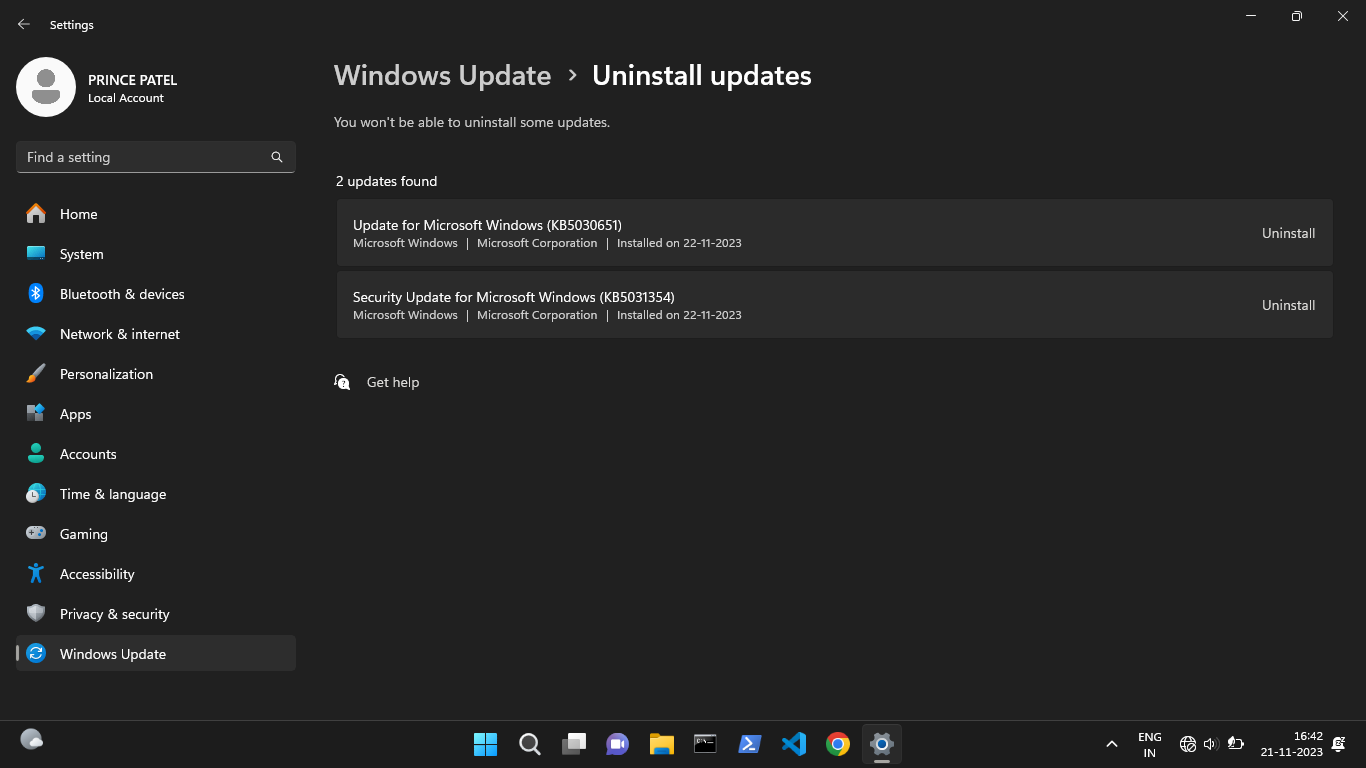 Settings
PRINCE PATEL
Local Account
Find a setting
Home
System
Bluetooth & devices
Network & internet
Personalization
Apps
Accounts
Time & language
Gaming
Accessibility
Privacy & security
Windows Update
Windows Update > Uninstall updates
You won't be able to uninstall some updates.
2 updates found
Update for Microsoft Windows (KB5030651)
Microsoft Windows | Microsoft Corporation | Installed on 22-11-2023
Uninstall
Security Update for Microsoft Windows (KB5031354)
Microsoft Windows | Microsoft Corporation | Installed on 22-11-2023
Uninstall
Get help
ENG
IN
16:42
21-11-2023